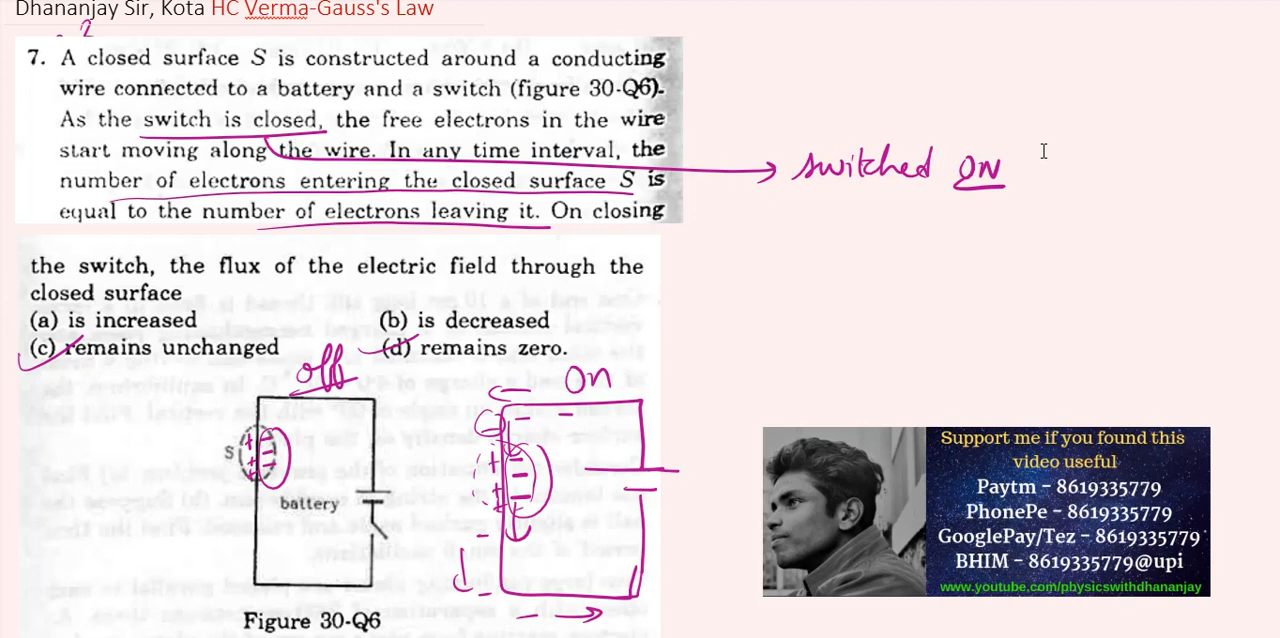 Dhananjay Sir, Kota HC Verma-Gauss's Law
7. A closed surface S is constructed around a conducting
wire connected to a battery and a switch (figure 30-Q6).
As the switch is closed, the free electrons in the wire
start moving along the wire. In any time interval, the
number of electrons entering the closed surface S is
equal to the number of electrons leaving it. On closing
switched ON
the switch, the flux of the electric field through the
closed surface
(a) is increased (b) is decreased
(c) remains unchanged (d) remains zero.
off
on
S
battery
Figure 30-Q6
Support me if you found this
video useful
Paytm - 8619335779
PhonePe - 8619335779
GooglePay/Tez - 8619335779
BHIM - 8619335779@upi
www.youtube.com/physicswithdhananjay